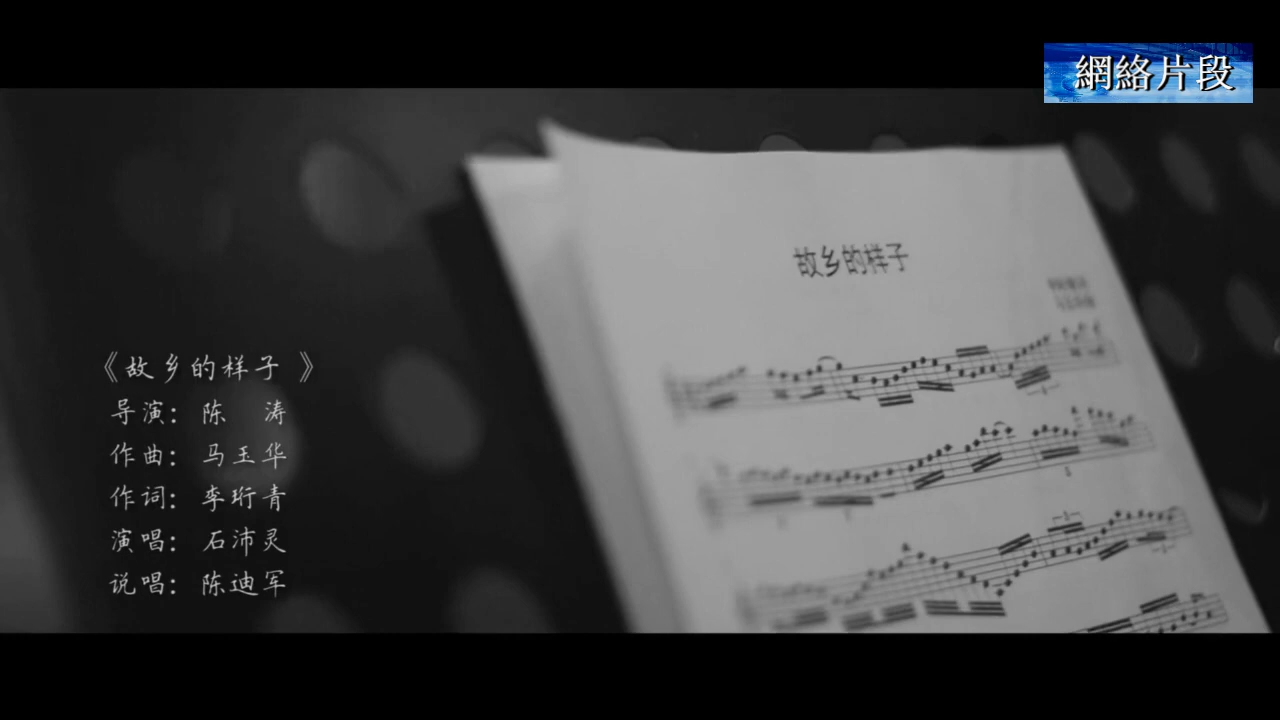 網絡片段
故乡的样子
《故乡的样子 》
导演： 陈 涛
作曲： 马玉华
作词： 李珩青
演唱： 石沛灵
说唱： 陈迪军